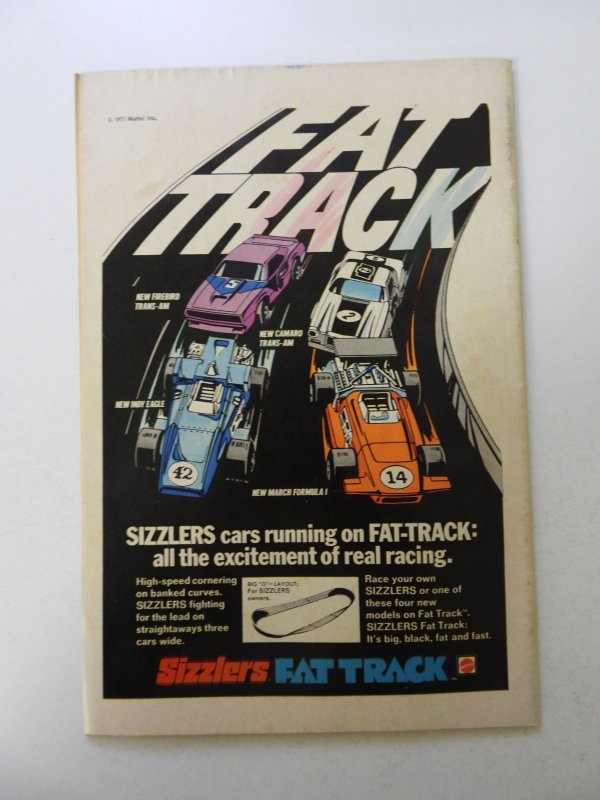 © 1971 Mattel Inc.
FAT
TRACK
NEW FIREBIRD
TRANS-AM
NEW CAMARO
TRANS-AM
NEW INDY EAGLE
42
14
NEW MARCH FORMULA I
SIZZLERS cars running on FAT-TRACK:
all the excitement of real racing.
High-speed cornering
on banked curves.
SIZZLERS fighting
for the lead on
straightaways three
cars wide.
BIG "O"-LAYOUT:
For SIZZLERS
owners.
Race your own
SIZZLERS or one of
these four new
models on Fat Track™.
SIZZLERS Fat Track:
It's big, black, fat and fast.
Sizzlers FAT TRACK™